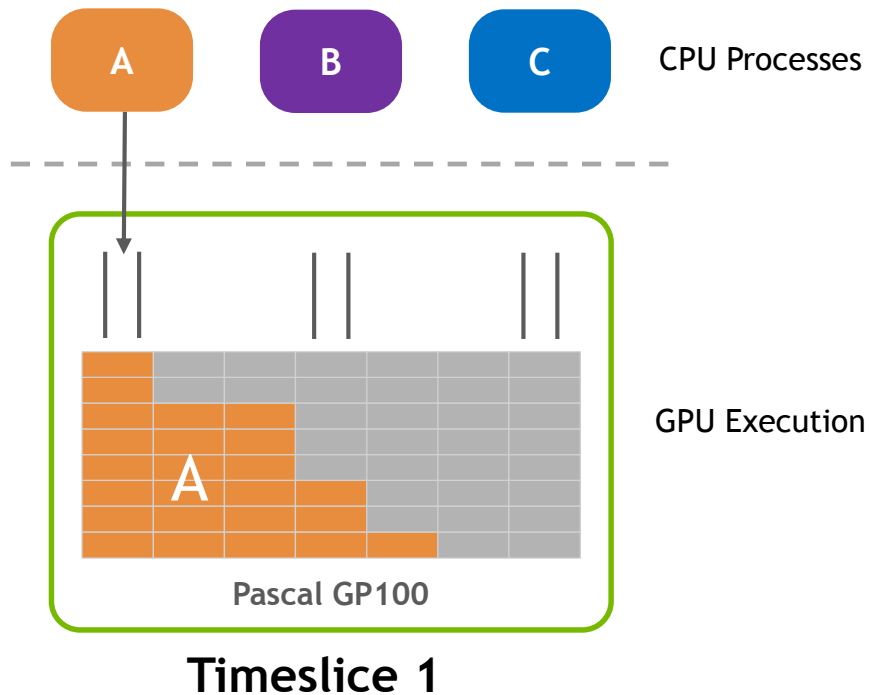 A
B
C
CPU Processes
GPU Execution
A
Pascal GP100
Timeslice 1